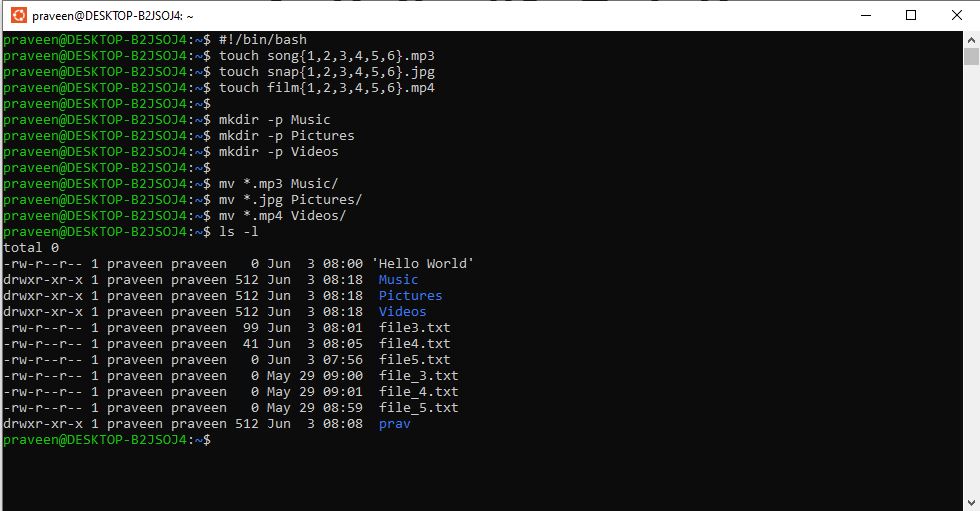 praveen@DESKTOP-B2JSOJ4: ~
praveen@DESKTOP-B2JSOJ4:~$ #!/bin/bash
praveen@DESKTOP-B2JSOJ4:~$ touch song{1,2,3,4,5,6}.mp3
praveen@DESKTOP-B2JSOJ4:~$ touch snap{1,2,3,4,5,6}.jpg
praveen@DESKTOP-B2JSOJ4:~$ touch film{1,2,3,4,5,6}.mp4
praveen@DESKTOP-B2JSOJ4:~$
praveen@DESKTOP-B2JSOJ4:~$ mkdir -p Music
praveen@DESKTOP-B2JSOJ4:~$ mkdir -p Pictures
praveen@DESKTOP-B2JSOJ4:~$ mkdir -p Videos
praveen@DESKTOP-B2JSOJ4:~$
praveen@DESKTOP-B2JSOJ4:~$ mv *.mp3 Music/
praveen@DESKTOP-B2JSOJ4:~$ mv *.jpg Pictures/
praveen@DESKTOP-B2JSOJ4:~$ mv *.mp4 Videos/
praveen@DESKTOP-B2JSOJ4:~$ ls -l
total 0
-rw-r--r-- 1 praveen praveen   0 Jun  3 08:00 'Hello World'
drwxr-xr-x 1 praveen praveen 512 Jun  3 08:18  Music
drwxr-xr-x 1 praveen praveen 512 Jun  3 08:18  Pictures
drwxr-xr-x 1 praveen praveen 512 Jun  3 08:18  Videos
-rw-r--r-- 1 praveen praveen  99 Jun  3 08:01  file3.txt
-rw-r--r-- 1 praveen praveen  41 Jun  3 08:05  file4.txt
-rw-r--r-- 1 praveen praveen   0 Jun  3 07:56  file5.txt
-rw-r--r-- 1 praveen praveen   0 May 29 09:00  file_3.txt
-rw-r--r-- 1 praveen praveen   0 May 29 09:01  file_4.txt
-rw-r--r-- 1 praveen praveen   0 May 29 08:59  file_5.txt
drwxr-xr-x 1 praveen praveen 512 Jun  3 08:08  prav
praveen@DESKTOP-B2JSOJ4:~$